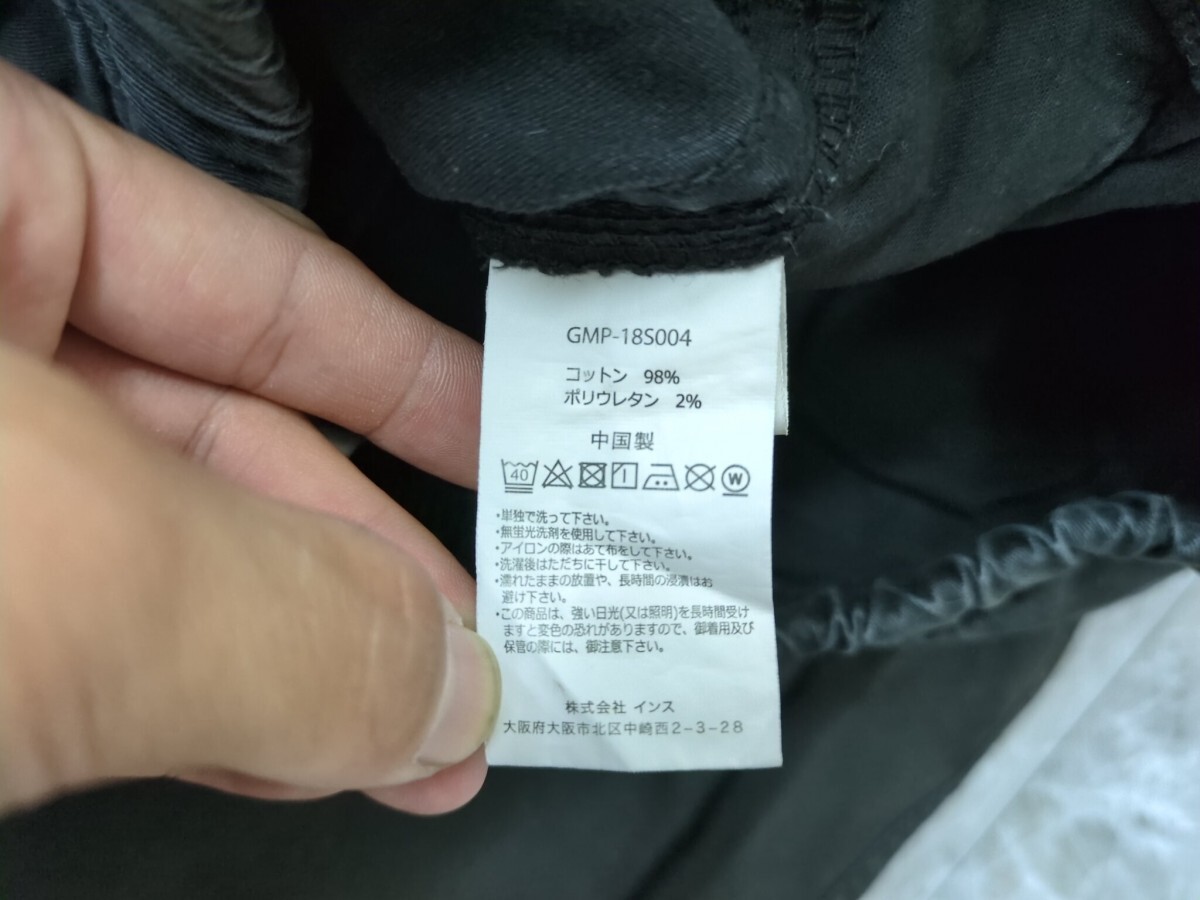 GMP-18S004
コットン 98%
ポリウレタン 2%
中国製
40 W
・単独で洗って下さい。
・無蛍光洗剤を使用して下さい。
・アイロンの際はあて布をして下さい。
・洗濯後はただちに干して下さい。
・濡れたままの放置や、長時間の浸漬はお
避け下さい。
・この商品は、強い日光(又は照明)を長時間受け
ますと変色の恐れがありますので、御着用及び
保管の際には、御注意下さい。
株式会社 インス
大阪府大阪市北区中崎西2-3-28